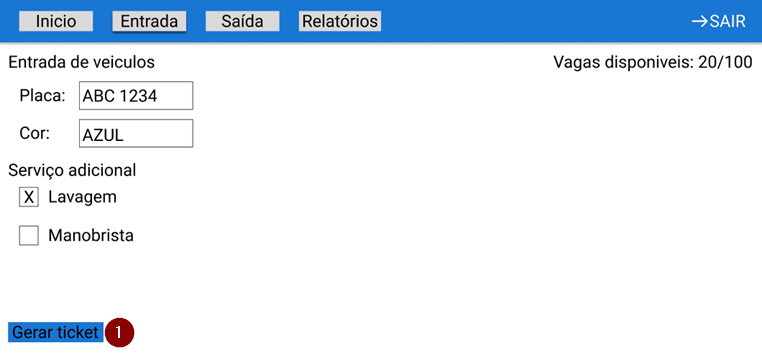 Inicio Entrada Saída Relatórios →SAIR
Entrada de veiculos Vagas disponiveis: 20/100
Placa: ABC 1234
Cor: AZUL
Serviço adicional
X Lavagem
Manobrista
Gerar ticket 1